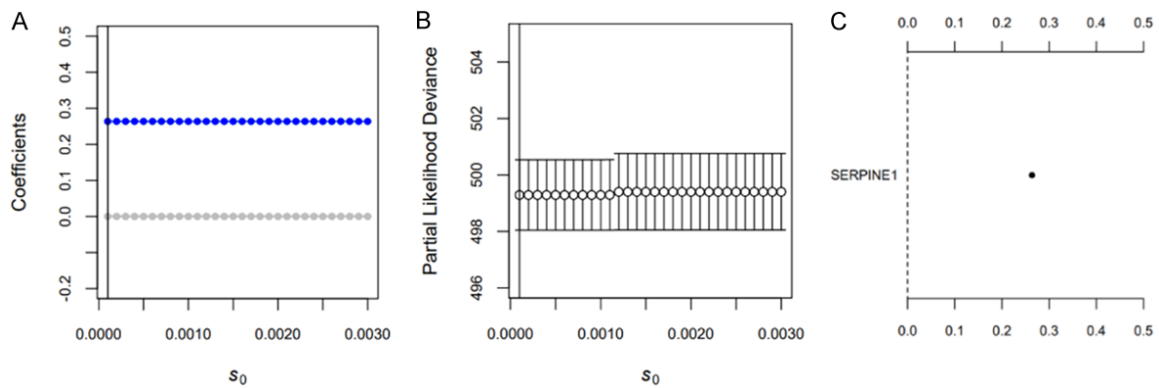 A
Coefficients
0.5
0.4
0.3
0.2
0.0
-0.2
0.0000 0.0010 0.0020 0.0030
s0
B
Partial Likelihood Deviance
504
502
500
498
496
0.0000 0.0010 0.0020 0.0030
s0
C
0.0 0.1 0.2 0.3 0.4 0.5
SERPINE1
0.0 0.1 0.2 0.3 0.4 0.5